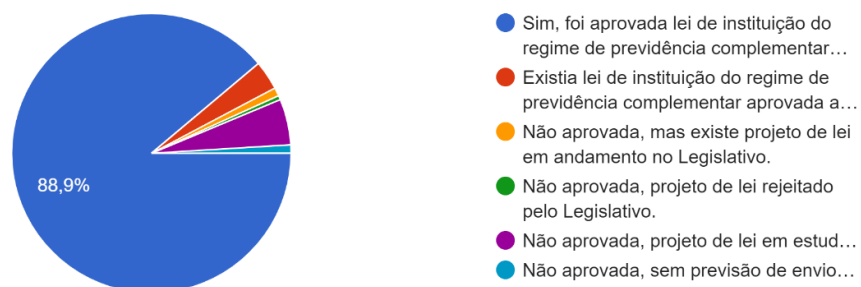 88,9%
Sim, foi aprovada lei de instituição do
regime de previdência complementar…
Existia lei de instituição do regime de
previdência complementar aprovada a…
Não aprovada, mas existe projeto de lei
em andamento no Legislativo.
Não aprovada, projeto de lei rejeitado
pelo Legislativo.
Não aprovada, projeto de lei em estud…
Não aprovada, sem previsão de envio…